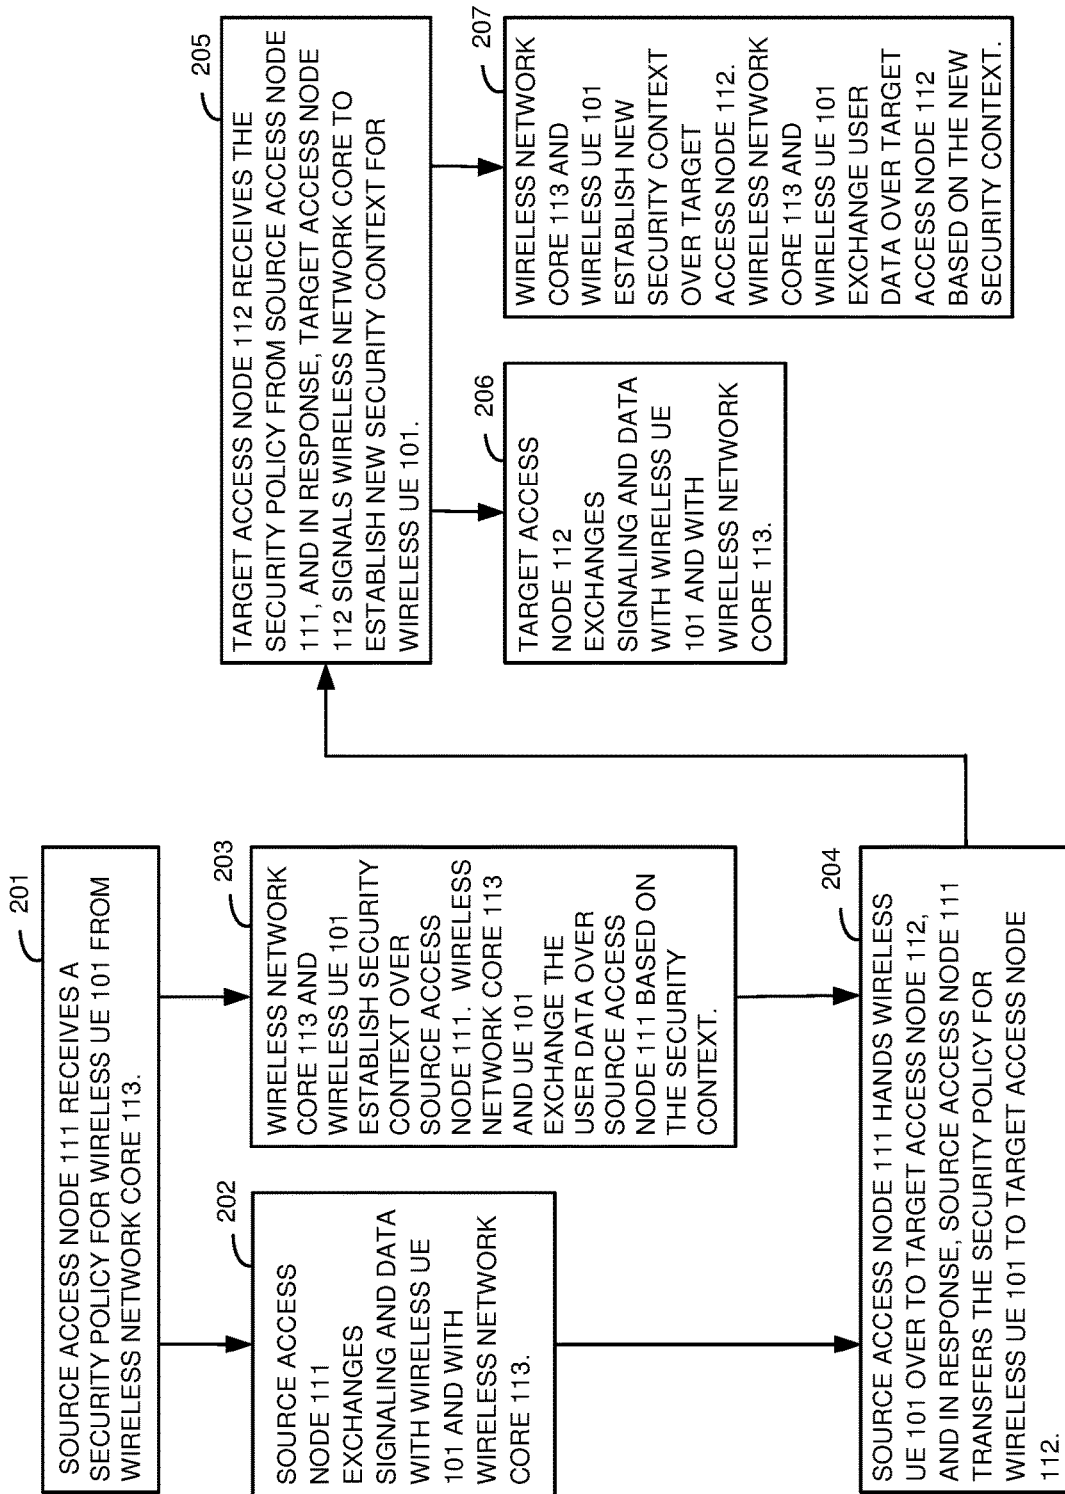 201
SOURCE ACCESS NODE 111 RECEIVES A
SECURITY POLICY FOR WIRELESS UE 101 FROM
WIRELESS NETWORK CORE 113.
202
SOURCE ACCESS
NODE 111
EXCHANGES
SIGNALING AND DATA
WITH WIRELESS UE
101 AND WITH
WIRELESS NETWORK
CORE 113.
203
WIRELESS NETWORK
CORE 113 AND
WIRELESS UE 101
ESTABLISH SECURITY
CONTEXT OVER
SOURCE ACCESS
NODE 111. WIRELESS
NETWORK CORE 113
AND UE 101
EXCHANGE THE
USER DATA OVER
SOURCE ACCESS
NODE 111 BASED ON
THE SECURITY
CONTEXT.
204
SOURCE ACCESS NODE 111 HANDS WIRELESS
UE 101 OVER TO TARGET ACCESS NODE 112,
AND IN RESPONSE, SOURCE ACCESS NODE 111
TRANSFERS THE SECURITY POLICY FOR
WIRELESS UE 101 TO TARGET ACCESS NODE
112.
205
TARGET ACCESS NODE 112 RECEIVES THE
SECURITY POLICY FROM SOURCE ACCESS NODE
111, AND IN RESPONSE, TARGET ACCESS NODE
112 SIGNALS WIRELESS NETWORK CORE TO
ESTABLISH NEW SECURITY CONTEXT FOR
WIRELESS UE 101.
206
TARGET ACCESS
NODE 112
EXCHANGES
SIGNALING AND DATA
WITH WIRELESS UE
101 AND WITH
WIRELESS NETWORK
CORE 113.
207
WIRELESS NETWORK
CORE 113 AND
WIRELESS UE 101
ESTABLISH NEW
SECURITY CONTEXT
OVER TARGET
ACCESS NODE 112.
WIRELESS NETWORK
CORE 113 AND
WIRELESS UE 101
EXCHANGE USER
DATA OVER TARGET
ACCESS NODE 112
BASED ON THE NEW
SECURITY CONTEXT.